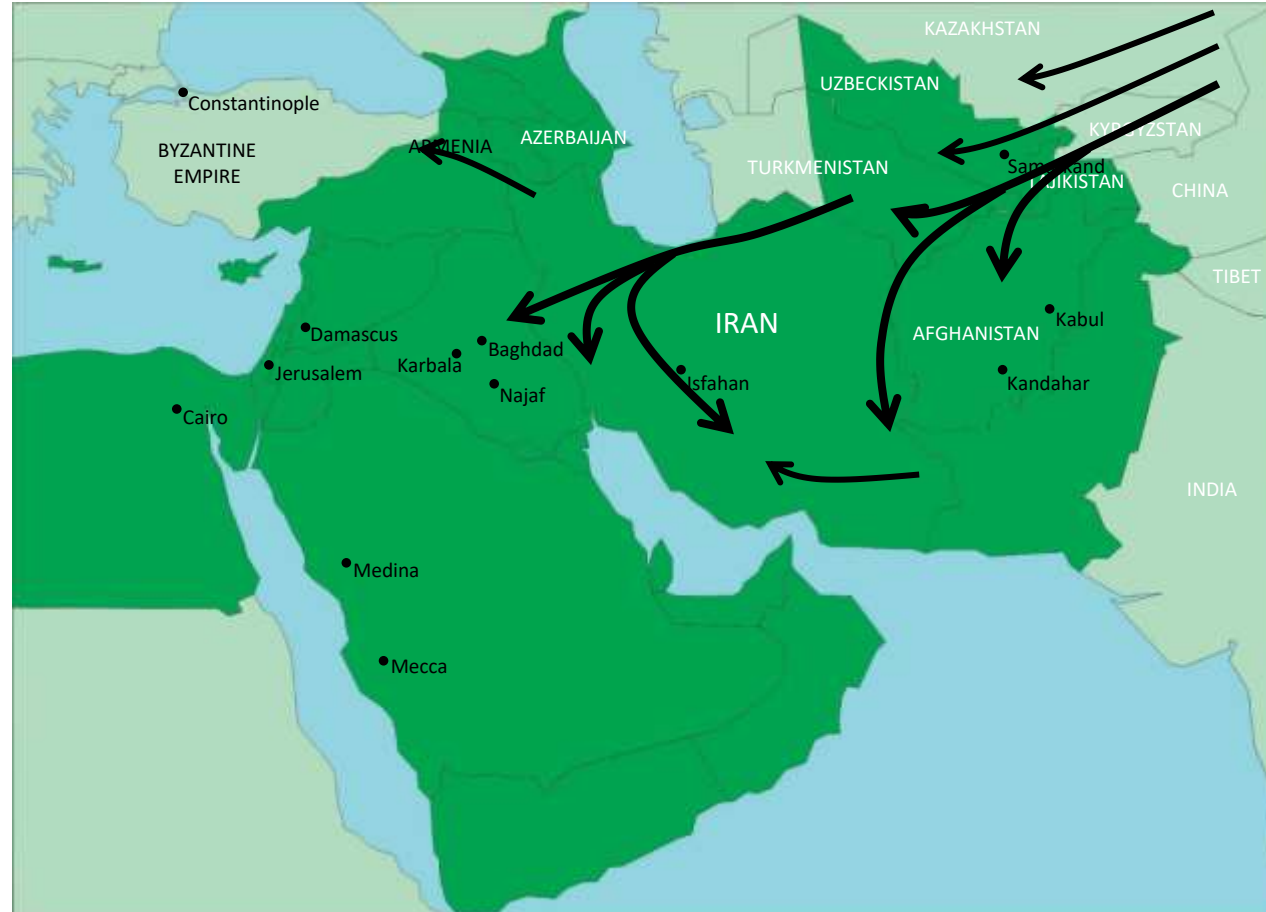 KAZAKHSTAN
UZBECKISTAN
Constantinople
KYRGYZSTAN
AZERBAIJAN
ARMENIA
BYZANTINE
EMPIRE
Samarkand
TURKMENISTAN
TAJIKISTAN
CHINA
TIBET
Kabul
IRAN
Damascus
AFGHANISTAN
Baghdad
Karbala
Jerusalem
Isfahan
Kandahar
Najaf
Cairo
INDIA
Medina
Mecca